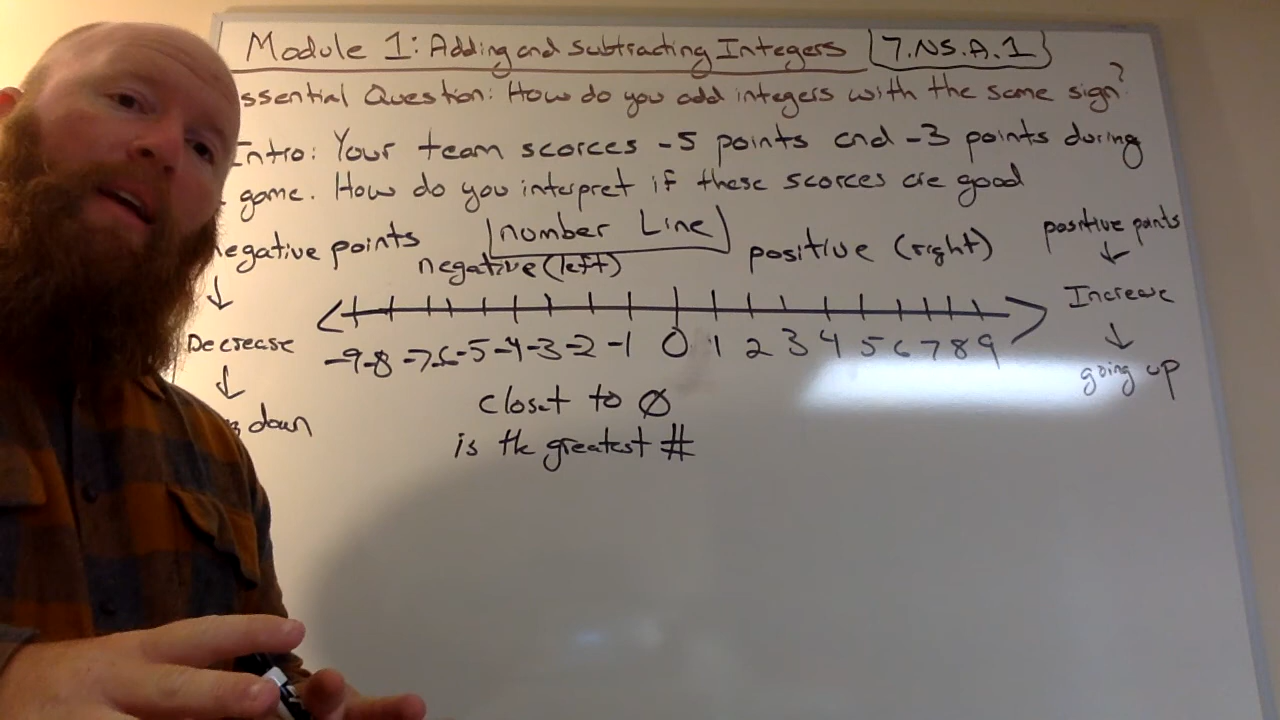 Module 1: Adding and Subtracting Integers 7.NS.A.1
ssential Question: How do you add integers with the same sign?
Intro: Your team scorces -5 points and -3 points during
game. How do you interpret if these scorces are good
negative points
number Line
positive points
negative (left)
positive (right)
Increase
Decrease
-9 -8 -7 -6 -5 -4 -3 -2 -1 0 1 2 3 4 5 6 7 8 9
going up
down
closet to 0
is the greatest #